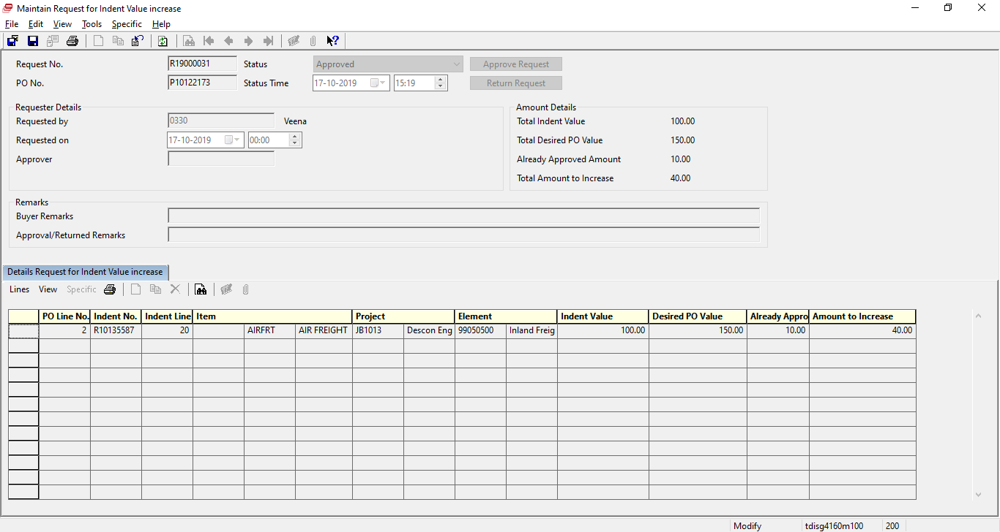 Maintain Request for Indent Value increase
File Edit View Tools Specific Help
Request No. R19000031 Status Approved Approve Request
PO No. P10122173 Status Time 17-10-2019 15:19 Return Request
Requester Details Amount Details
Requested by 0330 Veena Total Indent Value 100.00
Requested on 17-10-2019 00:00 Total Desired PO Value 150.00
Approver Already Approved Amount 10.00
Total Amount to Increase 40.00
Remarks
Buyer Remarks
Approval/Returned Remarks
Details Request for Indent Value increase
Lines View Specific
PO Line No. Indent No. Indent Line Item Project Element Indent Value Desired PO Value Already Appro Amount to Increase
2 R10135587 20 AIRFRT AIR FREIGHT JB1013 Descon Eng 99050500 Inland Freig 100.00 150.00 10.00 40.00
Modify tdisg4160m100 200